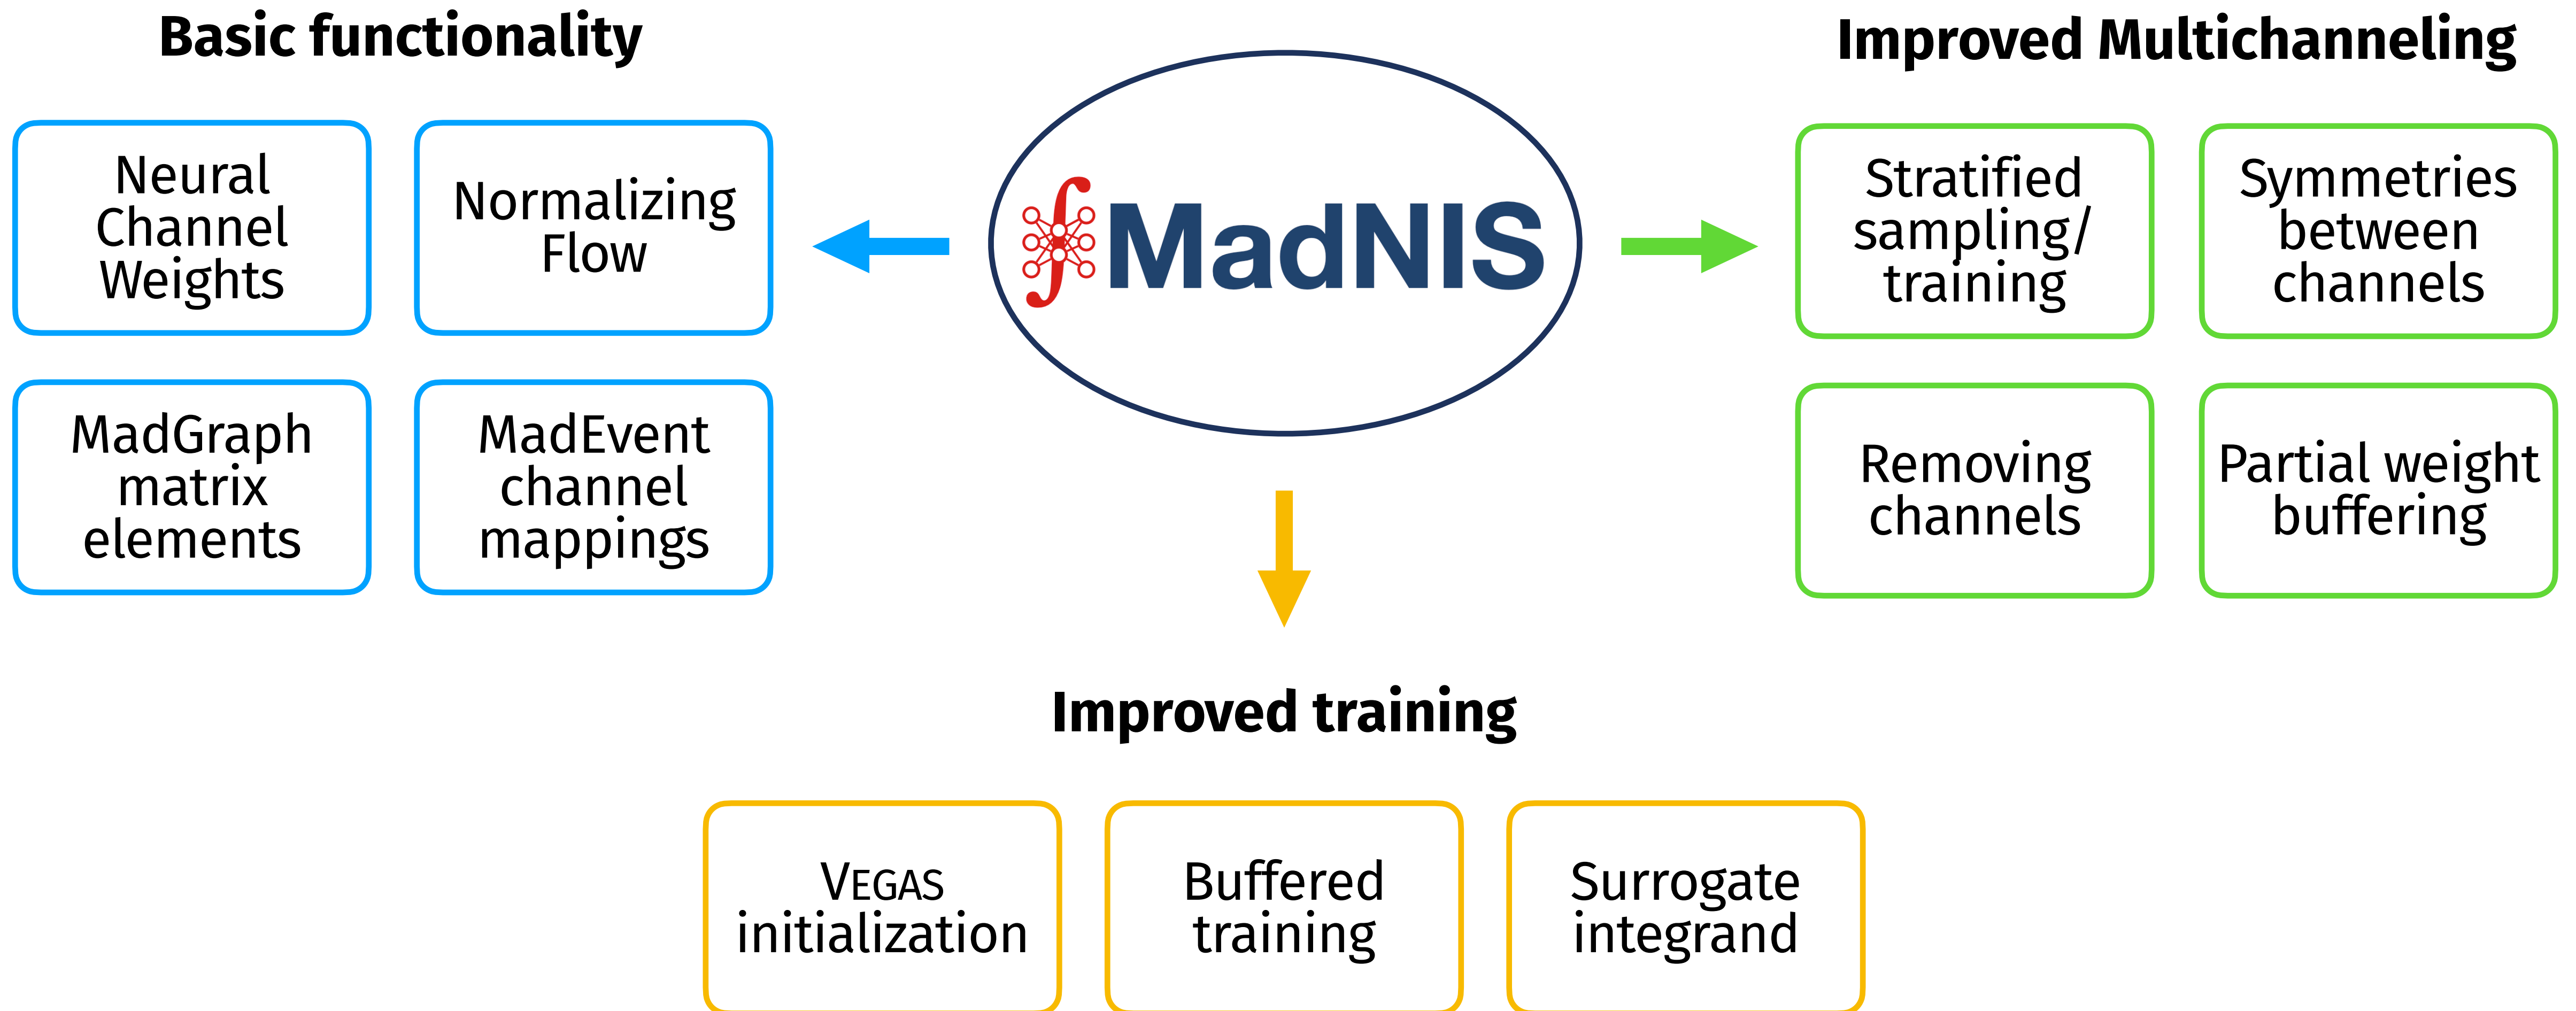 Basic functionality
Neural
Channel
Weights
Normalizing
Flow
MadGraph
matrix
elements
MadEvent
channel
mappings
MadNIS
Improved Multichanneling
Stratified
sampling/
training
Symmetries
between
channels
Removing
channels
Partial weight
buffering
Improved training
VEGAS
initialization
Buffered
training
Surrogate
integrand